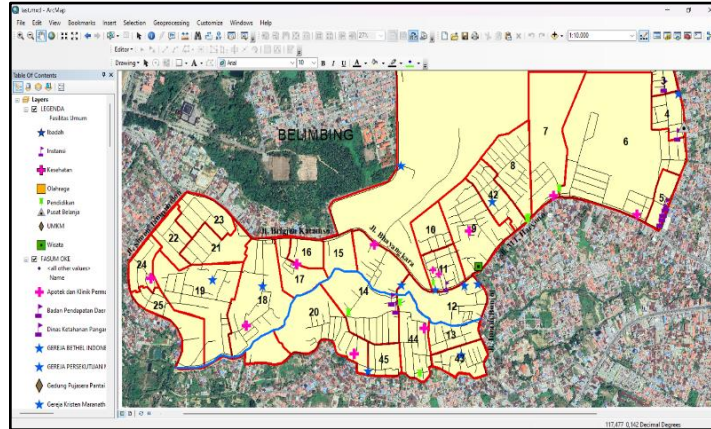 test.mxd - ArcMap
File Edit View Bookmarks Insert Selection Geoprocessing Customize Windows Help
27%
1:10.000
Editor
Drawing
Arial
10
B I U A
Table Of Contents
Layers
LEGENDA
Fasilitas Umum
Ibadah
Instansi
Kesehatan
Olahraga
Pendidikan
Pusat Belanja
UMKM
Wisata
FASUM OKE
<all other values>
Name
Apotek dan Klinik Perma
Badan Pendapatan Daer
Dinas Ketahanan Pangan
GEREJA BETHEL INDONE
GEREJA PERSEKUTUAN
Gedung Pujasera Pantai
Gereja Kristen Maranath
BELIMBING
3
4
5
6
7
8
42
9
10
11
Jl. Brigjen Katamso
Jl. Bhayangkara
23
22
21
24
25
19
18
17
16
15
14
20
12
13
43
44
45
117,477 0,142 Decimal Degrees